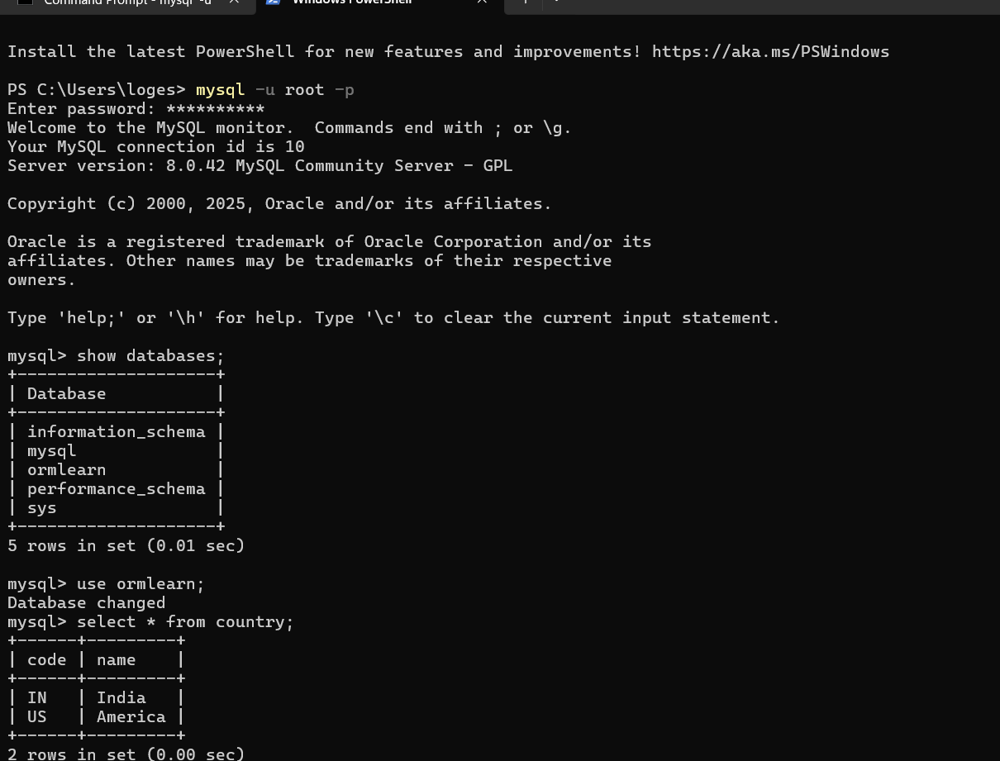 Command Prompt - mysql -u
Windows PowerShell
Install the latest PowerShell for new features and improvements! https://aka.ms/PSWindows
PS C:\Users\loges> mysql -u root -p
Enter password: **********
Welcome to the MySQL monitor.  Commands end with ; or \g.
Your MySQL connection id is 10
Server version: 8.0.42 MySQL Community Server - GPL
Copyright (c) 2000, 2025, Oracle and/or its affiliates.
Oracle is a registered trademark of Oracle Corporation and/or its
affiliates. Other names may be trademarks of their respective
owners.
Type 'help;' or '\h' for help. Type '\c' to clear the current input statement.
mysql> show databases;
+--------------------+
| Database           |
+--------------------+
| information_schema |
| mysql              |
| ormlearn           |
| performance_schema |
| sys                |
+--------------------+
5 rows in set (0.01 sec)
mysql> use ormlearn;
Database changed
mysql> select * from country;
+------+---------+
| code | name    |
+------+---------+
| IN   | India   |
| US   | America |
+------+---------+
2 rows in set (0.00 sec)